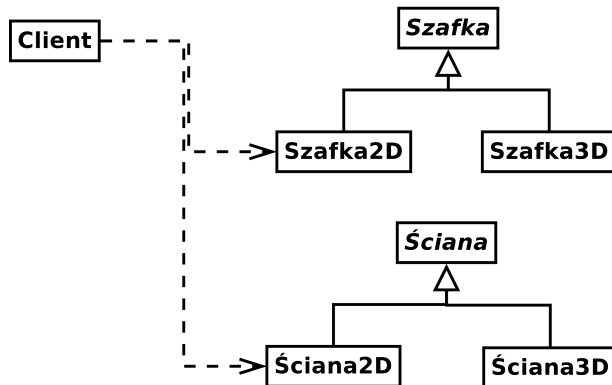 Client
Szafka
Szafka2D
Szafka3D
Ściana
Ściana2D
Ściana3D